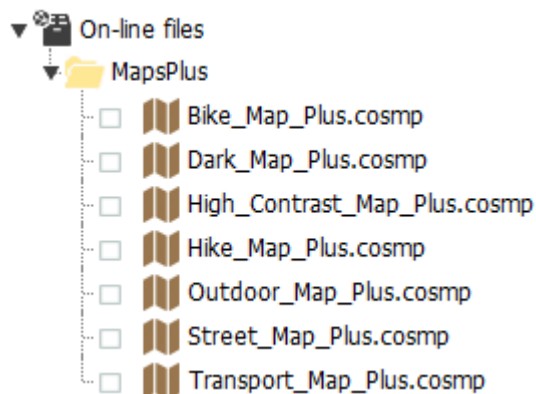 On-line files
MapsPlus
Bike_Map_Plus.cosmp
Dark_Map_Plus.cosmp
High_Contrast_Map_Plus.cosmp
Hike_Map_Plus.cosmp
Outdoor_Map_Plus.cosmp
Street_Map_Plus.cosmp
Transport_Map_Plus.cosmp